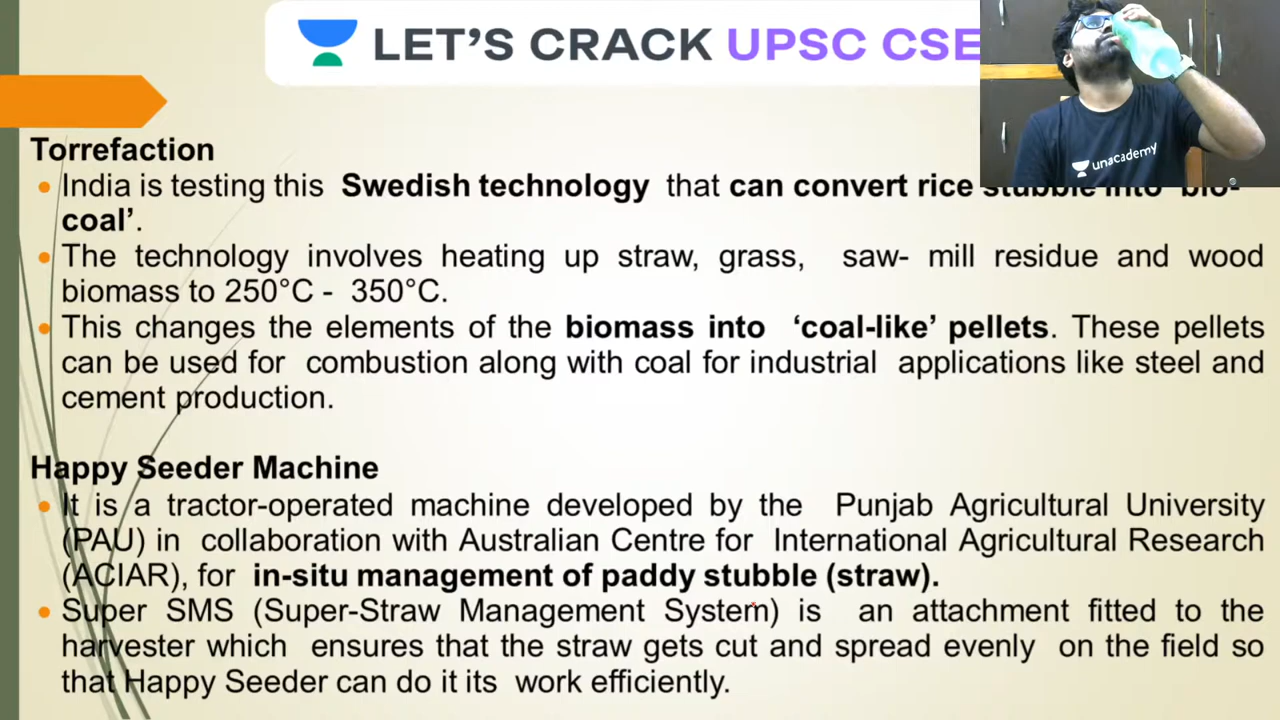 LET'S CRACK UPSC CSE
unacademy
Torrefaction
India is testing this Swedish technology that can convert rice stubble into 'bio-
coal'.
The technology involves heating up straw, grass, saw- mill residue and wood
biomass to 250°C - 350°C.
This changes the elements of the biomass into 'coal-like' pellets. These pellets
can be used for combustion along with coal for industrial applications like steel and
cement production.
Happy Seeder Machine
It is a tractor-operated machine developed by the Punjab Agricultural University
(PAU) in collaboration with Australian Centre for International Agricultural Research
(ACIAR), for in-situ management of paddy stubble (straw).
Super SMS (Super-Straw Management System) is an attachment fitted to the
harvester which ensures that the straw gets cut and spread evenly on the field so
that Happy Seeder can do it its work efficiently.